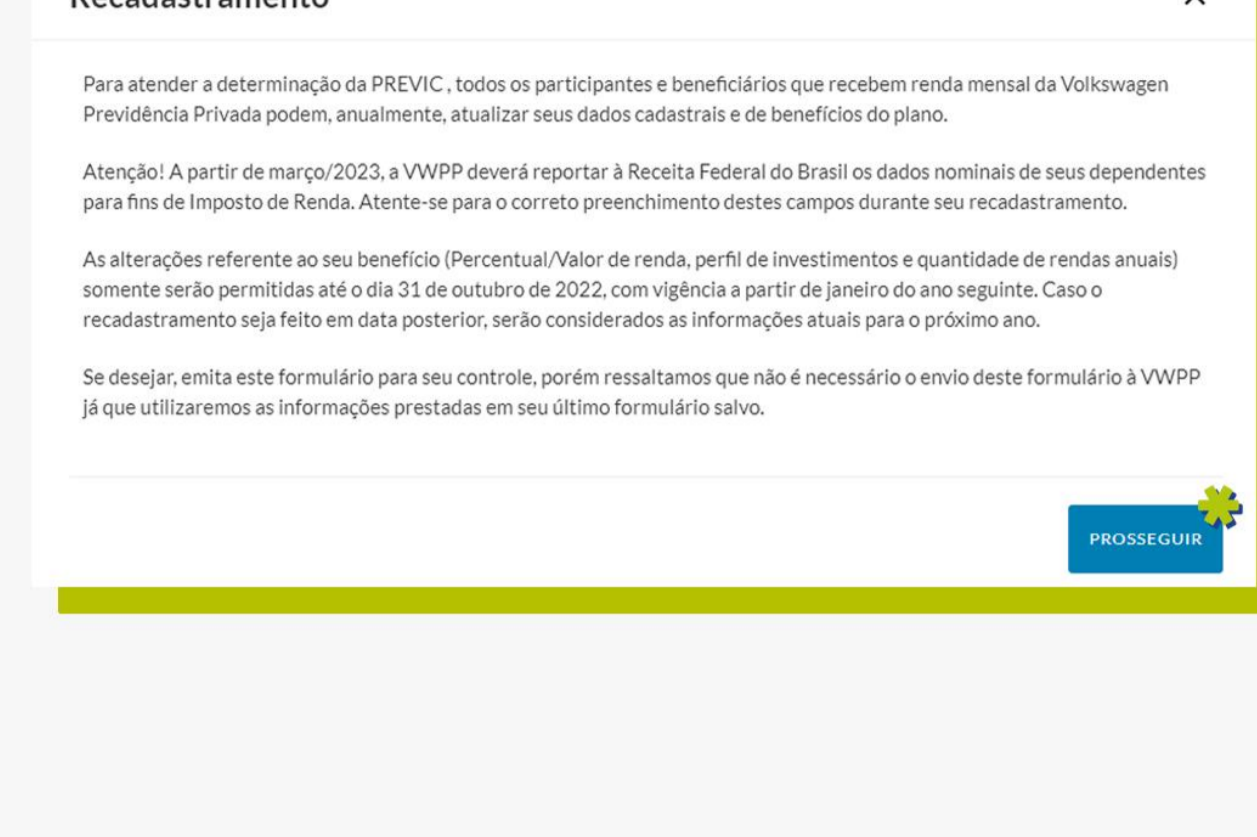 Recadastramento
Para atender a determinação da PREVIC , todos os participantes e beneficiários que recebem renda mensal da Volkswagen
Previdência Privada podem, anualmente, atualizar seus dados cadastrais e de benefícios do plano.
Atenção! A partir de março/2023, a VWPP deverá reportar à Receita Federal do Brasil os dados nominais de seus dependentes
para fins de Imposto de Renda. Atente-se para o correto preenchimento destes campos durante seu recadastramento.
As alterações referente ao seu benefício (Percentual/Valor de renda, perfil de investimentos e quantidade de rendas anuais)
somente serão permitidas até o dia 31 de outubro de 2022, com vigência a partir de janeiro do ano seguinte. Caso o
recadastramento seja feito em data posterior, serão considerados as informações atuais para o próximo ano.
Se desejar, emita este formulário para seu controle, porém ressaltamos que não é necessário o envio deste formulário à VWPP
já que utilizaremos as informações prestadas em seu último formulário salvo.
PROSSEGUIR